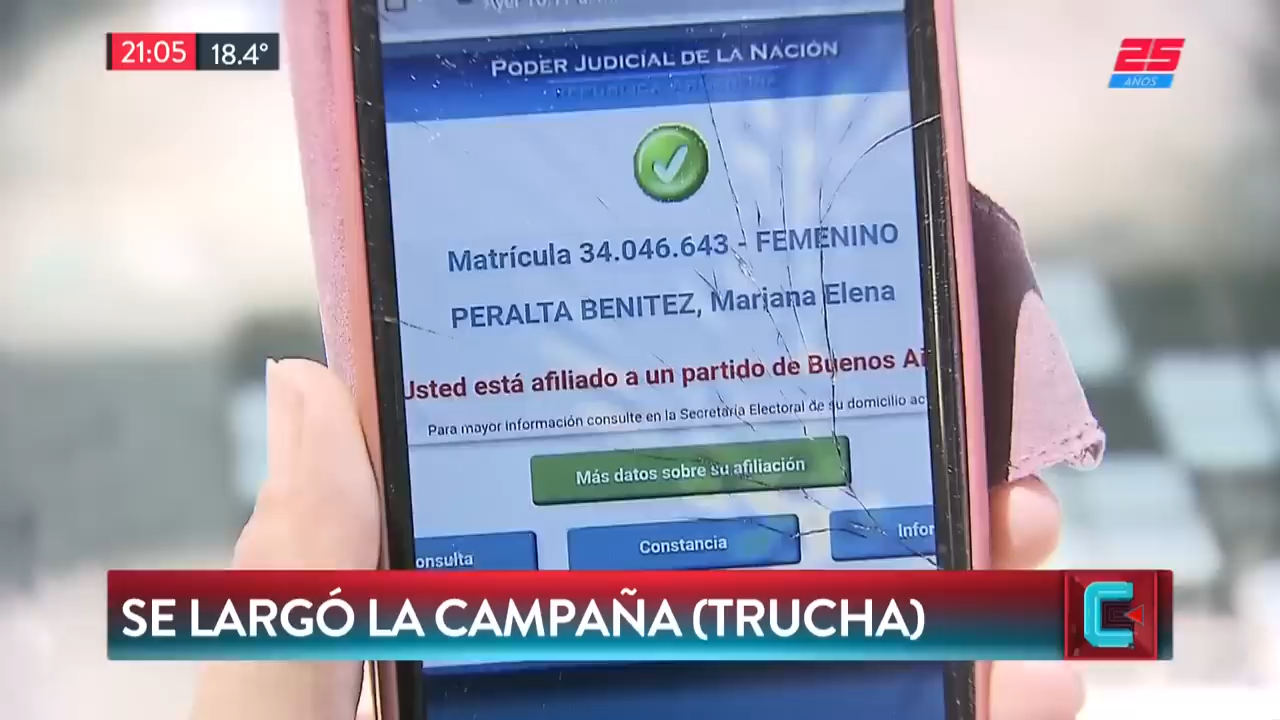 21:05 18.4°
25
AÑOS
PODER JUDICIAL DE LA NACIÓN
Matrícula 34.046.643 - FEMENINO
PERALTA BENITEZ, Mariana Elena
Usted está afiliado a un partido de Buenos Ai
Para mayor información consulte en la Secretaría Electoral de su domicilio ac
Más datos sobre su afiliación
onsulta Constancia Infor
SE LARGÓ LA CAMPAÑA (TRUCHA)
C